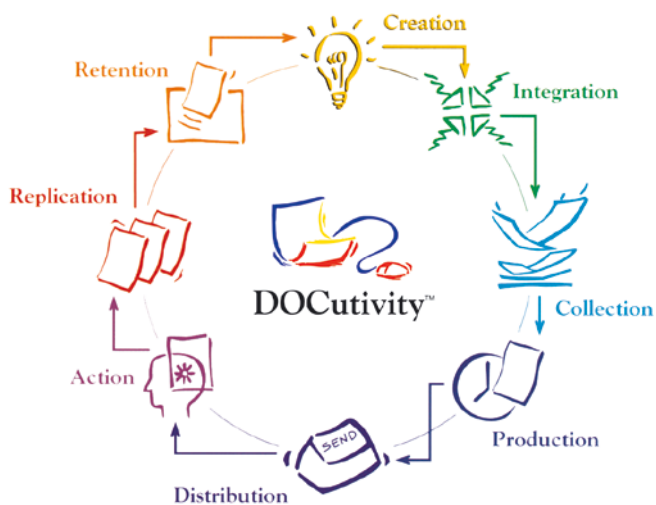 Creation
Retention
Integration
Replication
DOCutivity™
Collection
Action
Production
SEND
Distribution